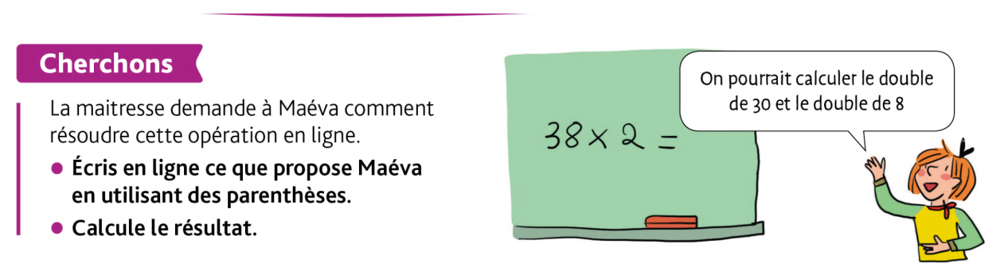 Cherchons
La maitresse demande à Maéva comment
résoudre cette opération en ligne.
● Écris en ligne ce que propose Maéva
en utilisant des parenthèses.
● Calcule le résultat.
38 × 2 =
On pourrait calculer le double
de 30 et le double de 8